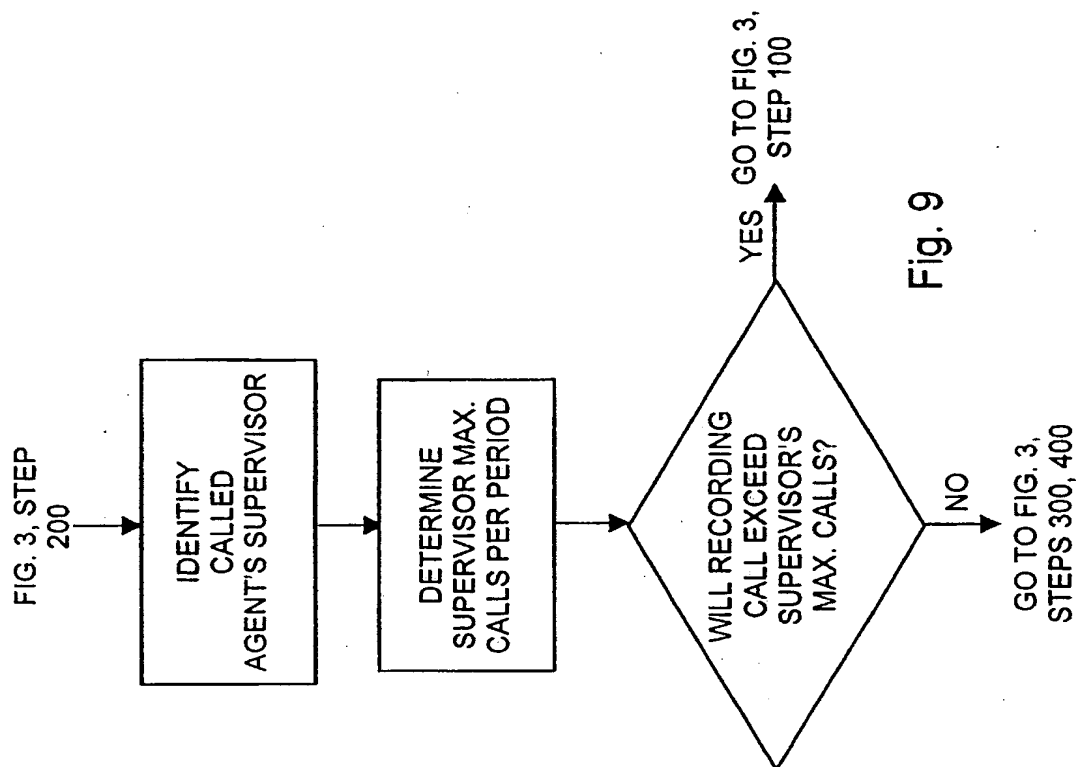 FIG. 3, STEP
200
IDENTIFY
CALLED
AGENT'S SUPERVISOR
DETERMINE
SUPERVISOR MAX.
CALLS PER PERIOD
WILL RECORDING
CALL EXCEED
SUPERVISOR'S
MAX. CALLS?
YES
GO TO FIG. 3,
STEP 100
NO
GO TO FIG. 3,
STEPS 300, 400
Fig. 9